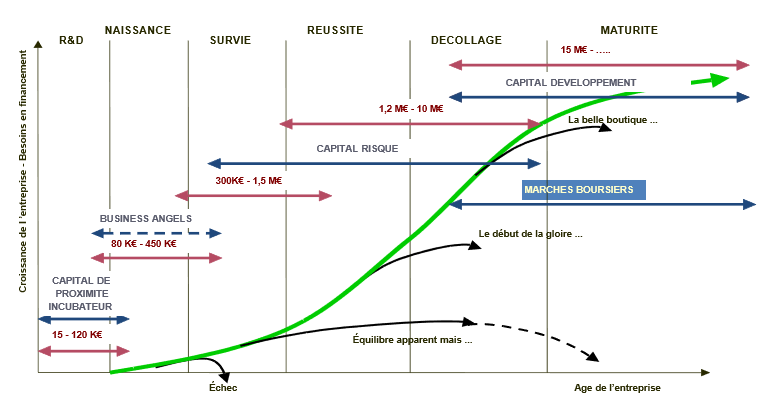 R&D
NAISSANCE
SURVIE
REUSSITE
DECOLLAGE
MATURITE
15 M€ - …..
CAPITAL DEVELOPPEMENT
1,2 M€ - 10 M€
La belle boutique ...
CAPITAL RISQUE
300K€ - 1,5 M€
MARCHES BOURSIERS
BUSINESS ANGELS
80 K€ - 450 K€
Le début de la gloire ...
CAPITAL DE
PROXIMITE
INCUBATEUR
15 - 120 K€
Équilibre apparent mais ...
Échec
Age de l'entreprise
Croissance de l'entreprise - Besoins en financement